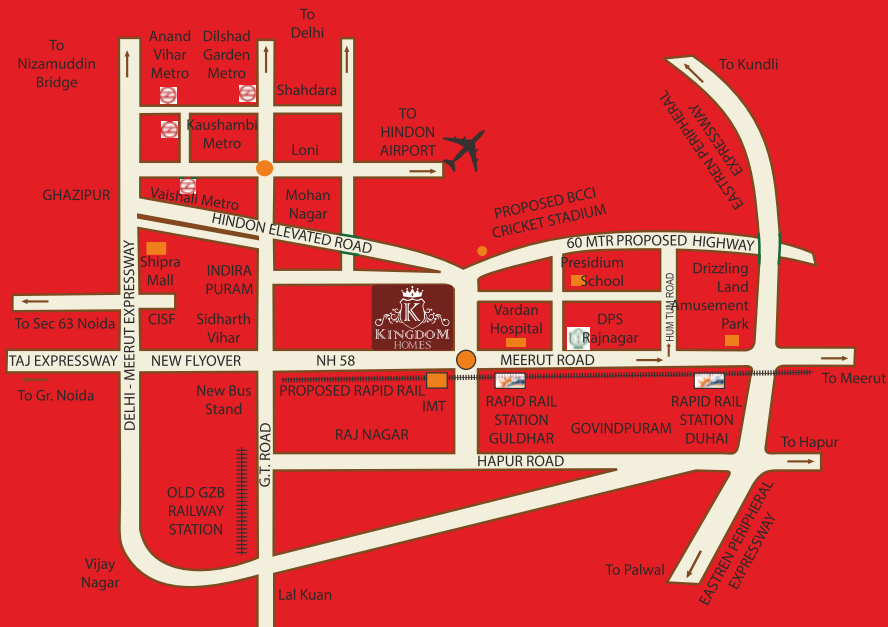 To
Nizamuddin
Bridge
Anand
Vihar
Metro
Dilshad
Garden
Metro
To
Delhi
Shahdara
To Kundli
EASTREN PERIPHERAL
EXPRESSWAY
Kaushambi
Metro
Loni
TO
HINDON
AIRPORT
GHAZIPUR
Vaishali Metro
Mohan
Nagar
HINDON ELEVATED ROAD
PROPOSED BCCI
CRICKET STADIUM
60 MTR PROPOSED HIGHWAY
Shipra
Mall
INDIRA
PURAM
Presidium
School
HUM TUM ROAD
Drizzling
Land
Amusement
Park
DELHI - MEERUT EXPRESSWAY
To Sec 63 Noida
CISF
Sidharth
Vihar
K
KINGDOM
HOMES
Vardan
Hospital
DPS
Rajnagar
TAJ EXPRESSWAY
NEW FLYOVER
NH 58
MEERUT ROAD
To Gr. Noida
To Meerut
New Bus
Stand
PROPOSED RAPID RAIL
IMT
RAPID RAIL
STATION
GULDHAR
GOVINDPURAM
RAPID RAIL
STATION
DUHAI
G.T. ROAD
RAJ NAGAR
HAPUR ROAD
To Hapur
OLD GZB
RAILWAY
STATION
EASTREN PERIPHERAL
EXPRESSWAY
Vijay
Nagar
To Palwal
Lal Kuan